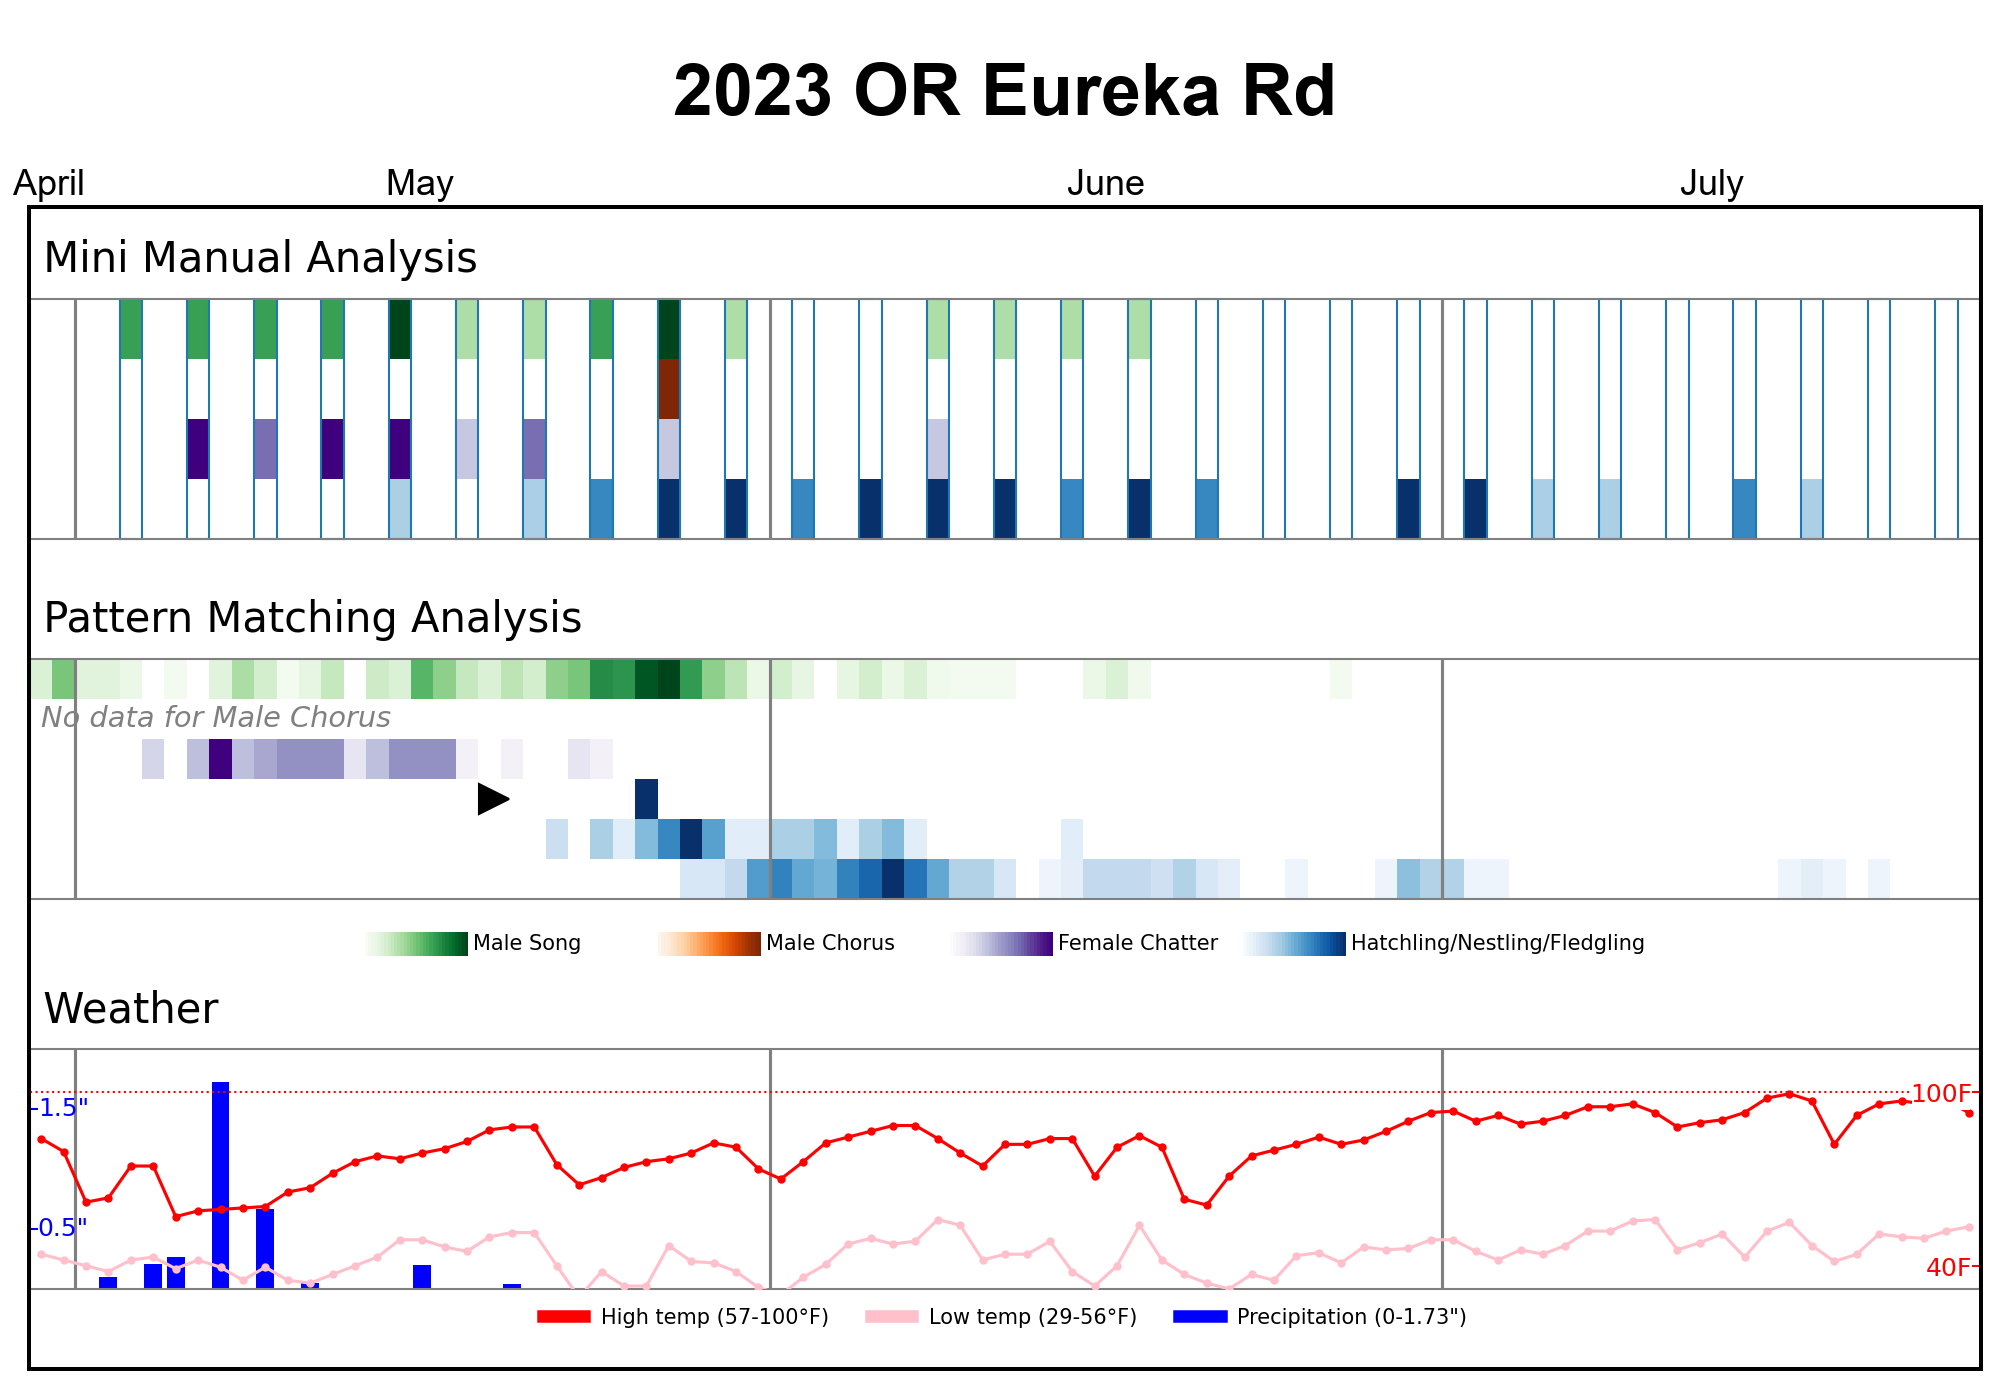 2023 OR Eureka Rd
April May June July
Mini Manual Analysis
Pattern Matching Analysis
No data for Male Chorus
Male Song Male Chorus Female Chatter Hatchling/Nestling/Fledgling
Weather
100F
1.5"
0.5"
40F
High temp (57-100°F) Low temp (29-56°F) Precipitation (0-1.73")